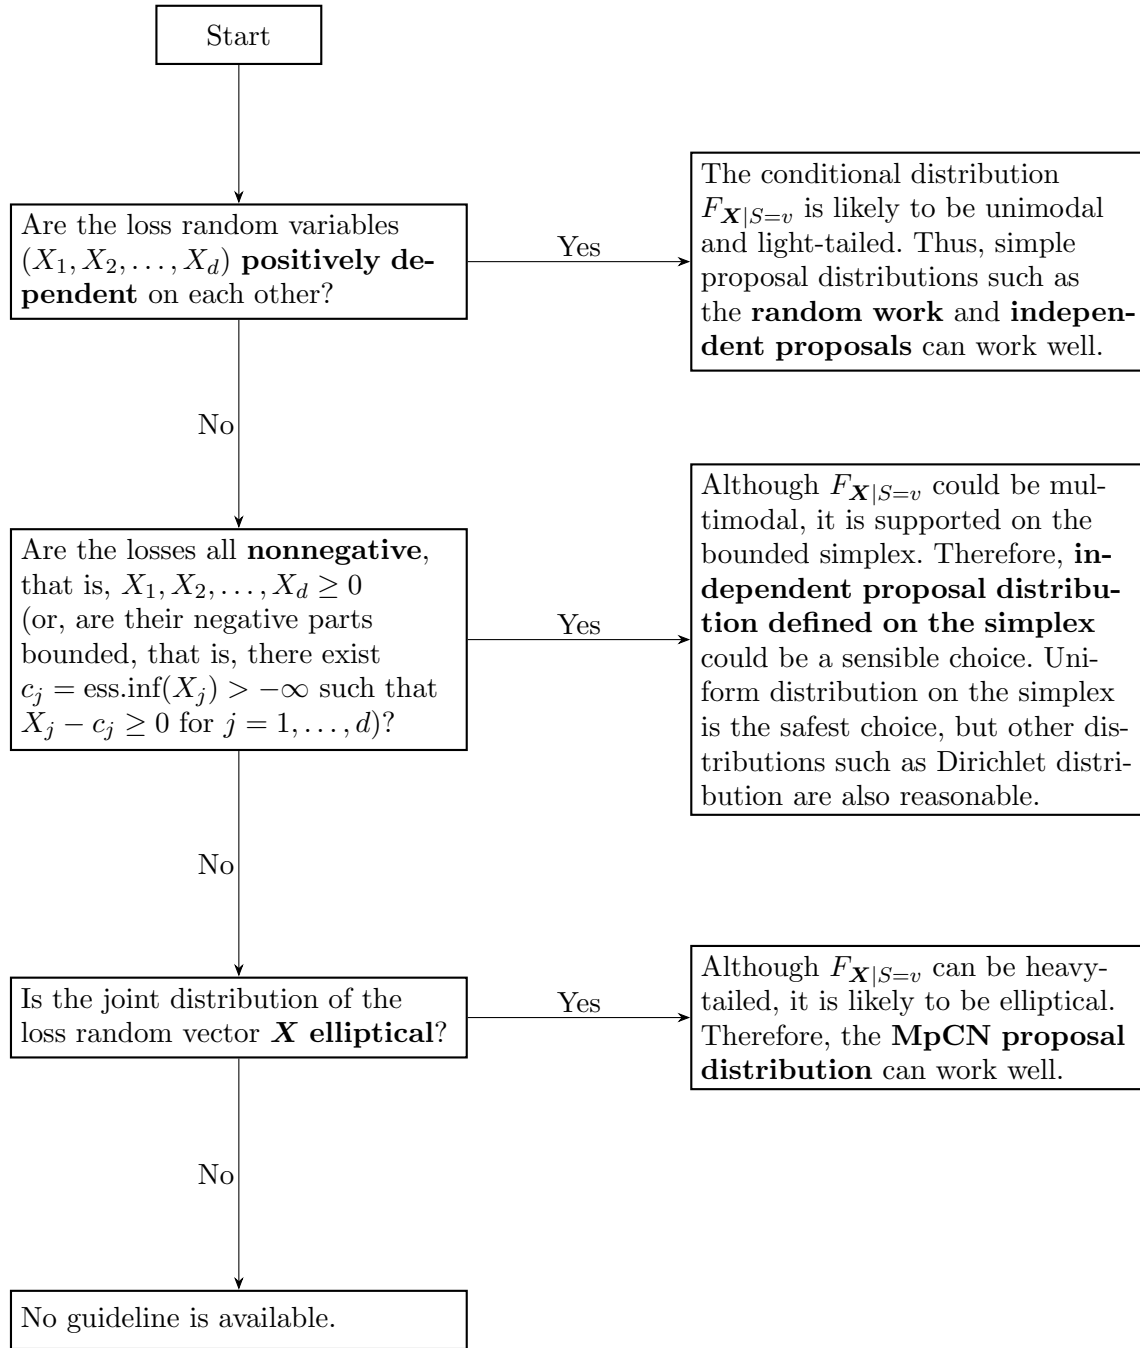 Start
Are the loss random variables
(X₁, X₂, . . . , X_d) positively de-
pendent on each other?
Yes
The conditional distribution
F_{X|S=v} is likely to be unimodal
and light-tailed. Thus, simple
proposal distributions such as
the random work and indepen-
dent proposals can work well.
No
Are the losses all nonnegative,
that is, X₁, X₂, . . . , X_d ≥ 0
(or, are their negative parts
bounded, that is, there exist
c_j = ess.inf(X_j) > −∞ such that
X_j − c_j ≥ 0 for j = 1, . . . , d)?
Yes
Although F_{X|S=v} could be mul-
timodal, it is supported on the
bounded simplex. Therefore, in-
dependent proposal distribu-
tion defined on the simplex
could be a sensible choice. Uni-
form distribution on the simplex
is the safest choice, but other dis-
tributions such as Dirichlet distri-
bution are also reasonable.
No
Is the joint distribution of the
loss random vector X elliptical?
Yes
Although F_{X|S=v} can be heavy-
tailed, it is likely to be elliptical.
Therefore, the MpCN proposal
distribution can work well.
No
No guideline is available.